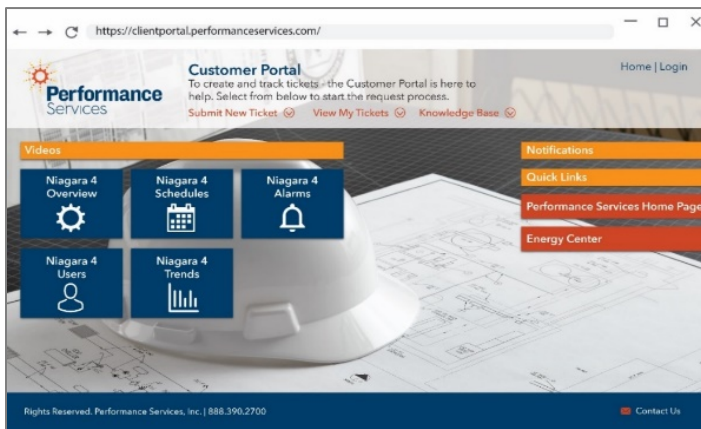 https://clientportal.performanceservices.com/
Performance
Services
Customer Portal
To create and track tickets - the Customer Portal is here to
help. Select from below to start the request process.
Submit New Ticket View My Tickets Knowledge Base
Home | Login
Videos
Niagara 4
Overview
Niagara 4
Schedules
Niagara 4
Alarms
Niagara 4
Users
Niagara 4
Trends
Notifications
Quick Links
Performance Services Home Page
Energy Center
Rights Reserved. Performance Services, Inc. | 888.390.2700
Contact Us